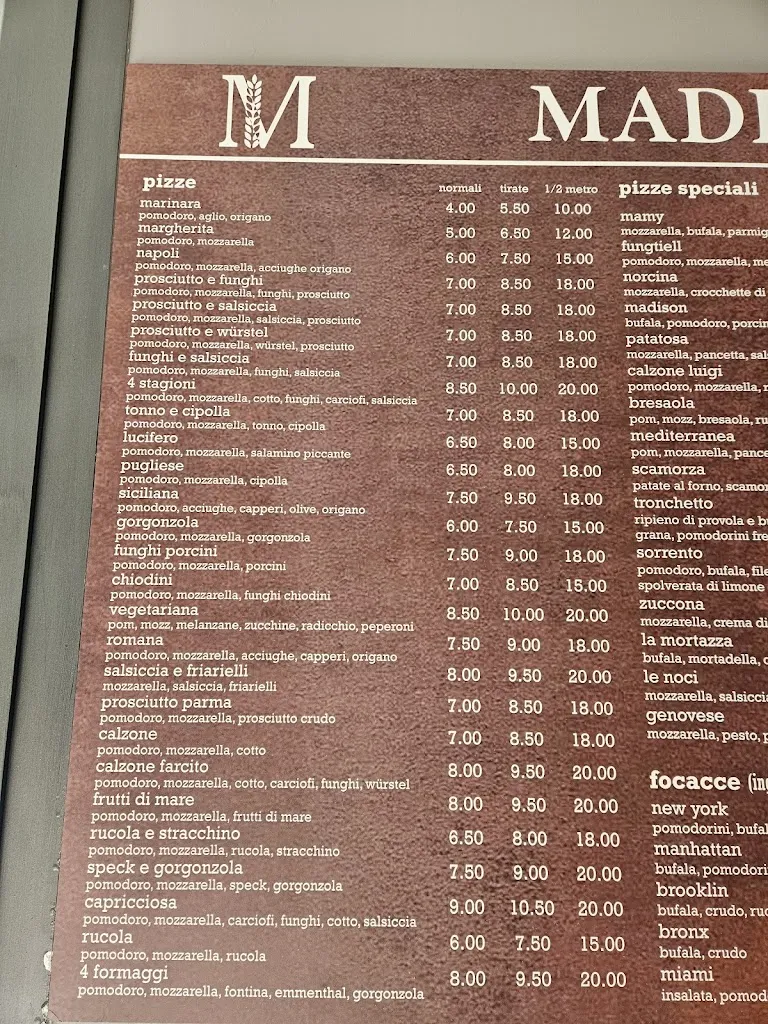 M MADI
pizze normali tirate 1/2 metro
marinara 4.00 5.50 10.00
pomodoro, aglio, origano
margherita 5.00 6.50 12.00
pomodoro, mozzarella
napoli 6.00 7.50 15.00
pomodoro, mozzarella, acciughe origano
prosciutto e funghi 7.00 8.50 18.00
pomodoro, mozzarella, funghi, prosciutto
prosciutto e salsiccia 7.00 8.50 18.00
pomodoro, mozzarella, salsiccia, prosciutto
prosciutto e würstel 7.00 8.50 18.00
pomodoro, mozzarella, würstel, prosciutto
funghi e salsiccia 7.00 8.50 18.00
pomodoro, mozzarella, funghi, salsiccia
4 stagioni 8.50 10.00 20.00
pomodoro, mozzarella, cotto, funghi, carciofi, salsiccia
tonno e cipolla 7.00 8.50 18.00
pomodoro, mozzarella, tonno, cipolla
lucifero 6.50 8.00 15.00
pomodoro, mozzarella, salamino piccante
pugliese 6.50 8.00 18.00
pomodoro, mozzarella, cipolla
siciliana 7.50 9.50 18.00
pomodoro, acciughe, capperi, olive, origano
gorgonzola 6.00 7.50 15.00
pomodoro, mozzarella, gorgonzola
funghi porcini 7.50 9.00 18.00
pomodoro, mozzarella, porcini
chiodini 7.00 8.50 15.00
pomodoro, mozzarella, funghi chiodini
vegetariana 8.50 10.00 20.00
pom, mozz, melanzane, zucchine, radicchio, peperoni
romana 7.50 9.00 18.00
pomodoro, mozzarella, acciughe, capperi, origano
salsiccia e friarielli 8.00 9.50 20.00
mozzarella, salsiccia, friarielli
prosciutto parma 7.00 8.50 18.00
pomodoro, mozzarella, prosciutto crudo
calzone 7.00 8.50 18.00
pomodoro, mozzarella, cotto
calzone farcito 8.00 9.50 20.00
pomodoro, mozzarella, cotto, carciofi, funghi, würstel
frutti di mare 8.00 9.50 20.00
pomodoro, mozzarella, frutti di mare
rucola e stracchino 6.50 8.00 18.00
pomodoro, mozzarella, rucola, stracchino
speck e gorgonzola 7.50 9.00 20.00
pomodoro, mozzarella, speck, gorgonzola
capricciosa 9.00 10.50 20.00
pomodoro, mozzarella, carciofi, funghi, cotto, salsiccia
rucola 6.00 7.50 15.00
pomodoro, mozzarella, rucola
4 formaggi 8.00 9.50 20.00
pomodoro, mozzarella, fontina, emmenthal, gorgonzola
pizze speciali
mamy
mozzarella, bufala, parmig
fungtiell
pomodoro, mozzarella, me
norcina
mozzarella, crocchette di
madison
bufala, pomodoro, porcin
patatosa
mozzarella, pancetta, sal
calzone luigi
pomodoro, mozzarella, r
bresaola
pom, mozz, bresaola, ru
mediterranea
pom, mozzarella, pance
scamorza
patate al forno, scamor
tronchetto
ripieno di provola e bu
grana, pomodorini fre
sorrento
pomodoro, bufala, file
spolverata di limone
zuccona
mozzarella, crema di
la mortazza
bufala, mortadella, c
le noci
mozzarella, salsiccia
genovese
mozzarella, pesto, p
focacce (ing
new york
pomodorini, bufal
manhattan
bufala, pomodori
brooklin
bufala, crudo, ruc
bronx
bufala, crudo
miami
insalata, pomod